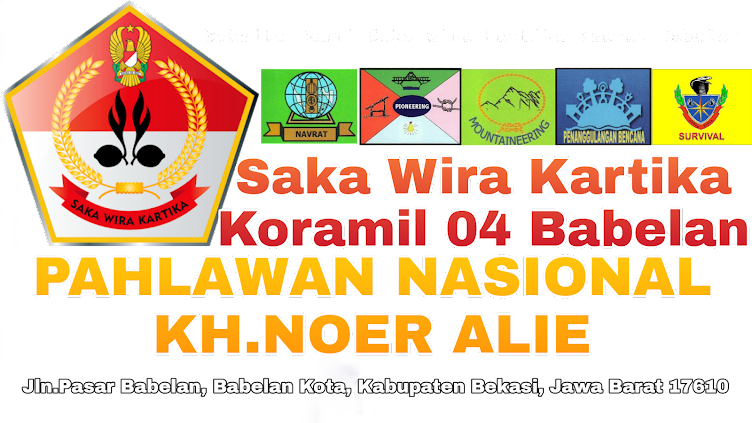 SAKA WIRA KARTIKA
NAVRAT
PIONEERING
MOUNTAINEERING
PENANGGULANGAN BENCANA
SURVIVAL
Saka Wira Kartika
Koramil 04 Babelan
PAHLAWAN NASIONAL
KH.NOER ALIE
Jln.Pasar Babelan, Babelan Kota, Kabupaten Bekasi, Jawa Barat 17610